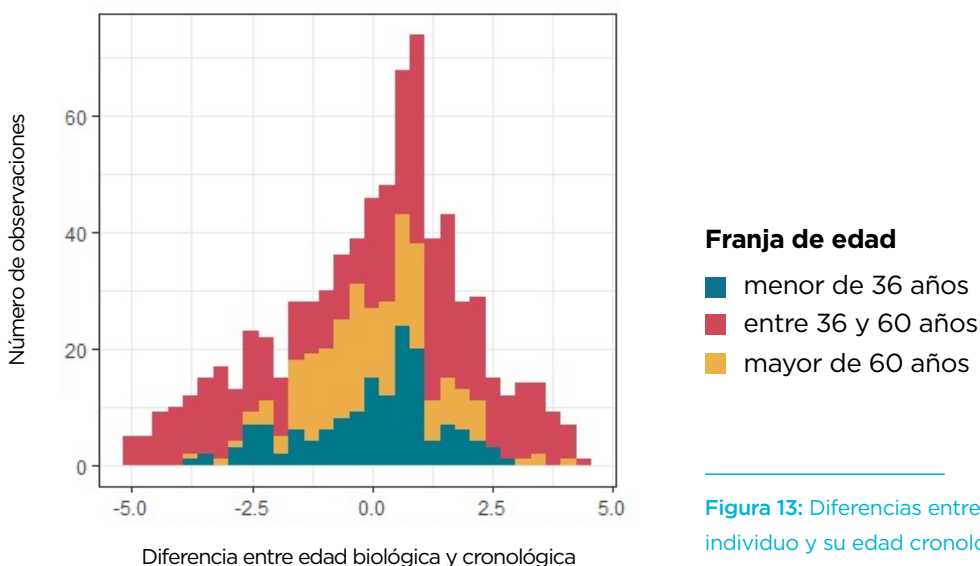 Número de observaciones
60
40
20
0
-5.0 -2.5 0.0 2.5 5.0
Diferencia entre edad biológica y cronológica
Franja de edad
menor de 36 años
entre 36 y 60 años
mayor de 60 años
Figura 13: Diferencias entre
individuo y su edad cronol